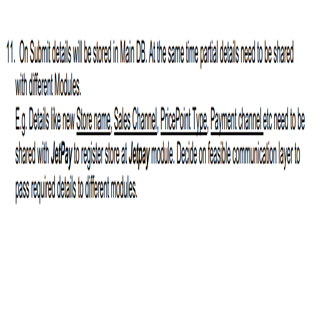 11. On Submit details will be stored in Main DB. At the same time partial details need to be shared
with different Modules.
E.g. Details like new Store name, Sales Channel, PricePoint Type, Payment channel etc need to be
shared with JetPay to register store at Jetpay module. Decide on feasible communication layer to
pass required details to different modules.